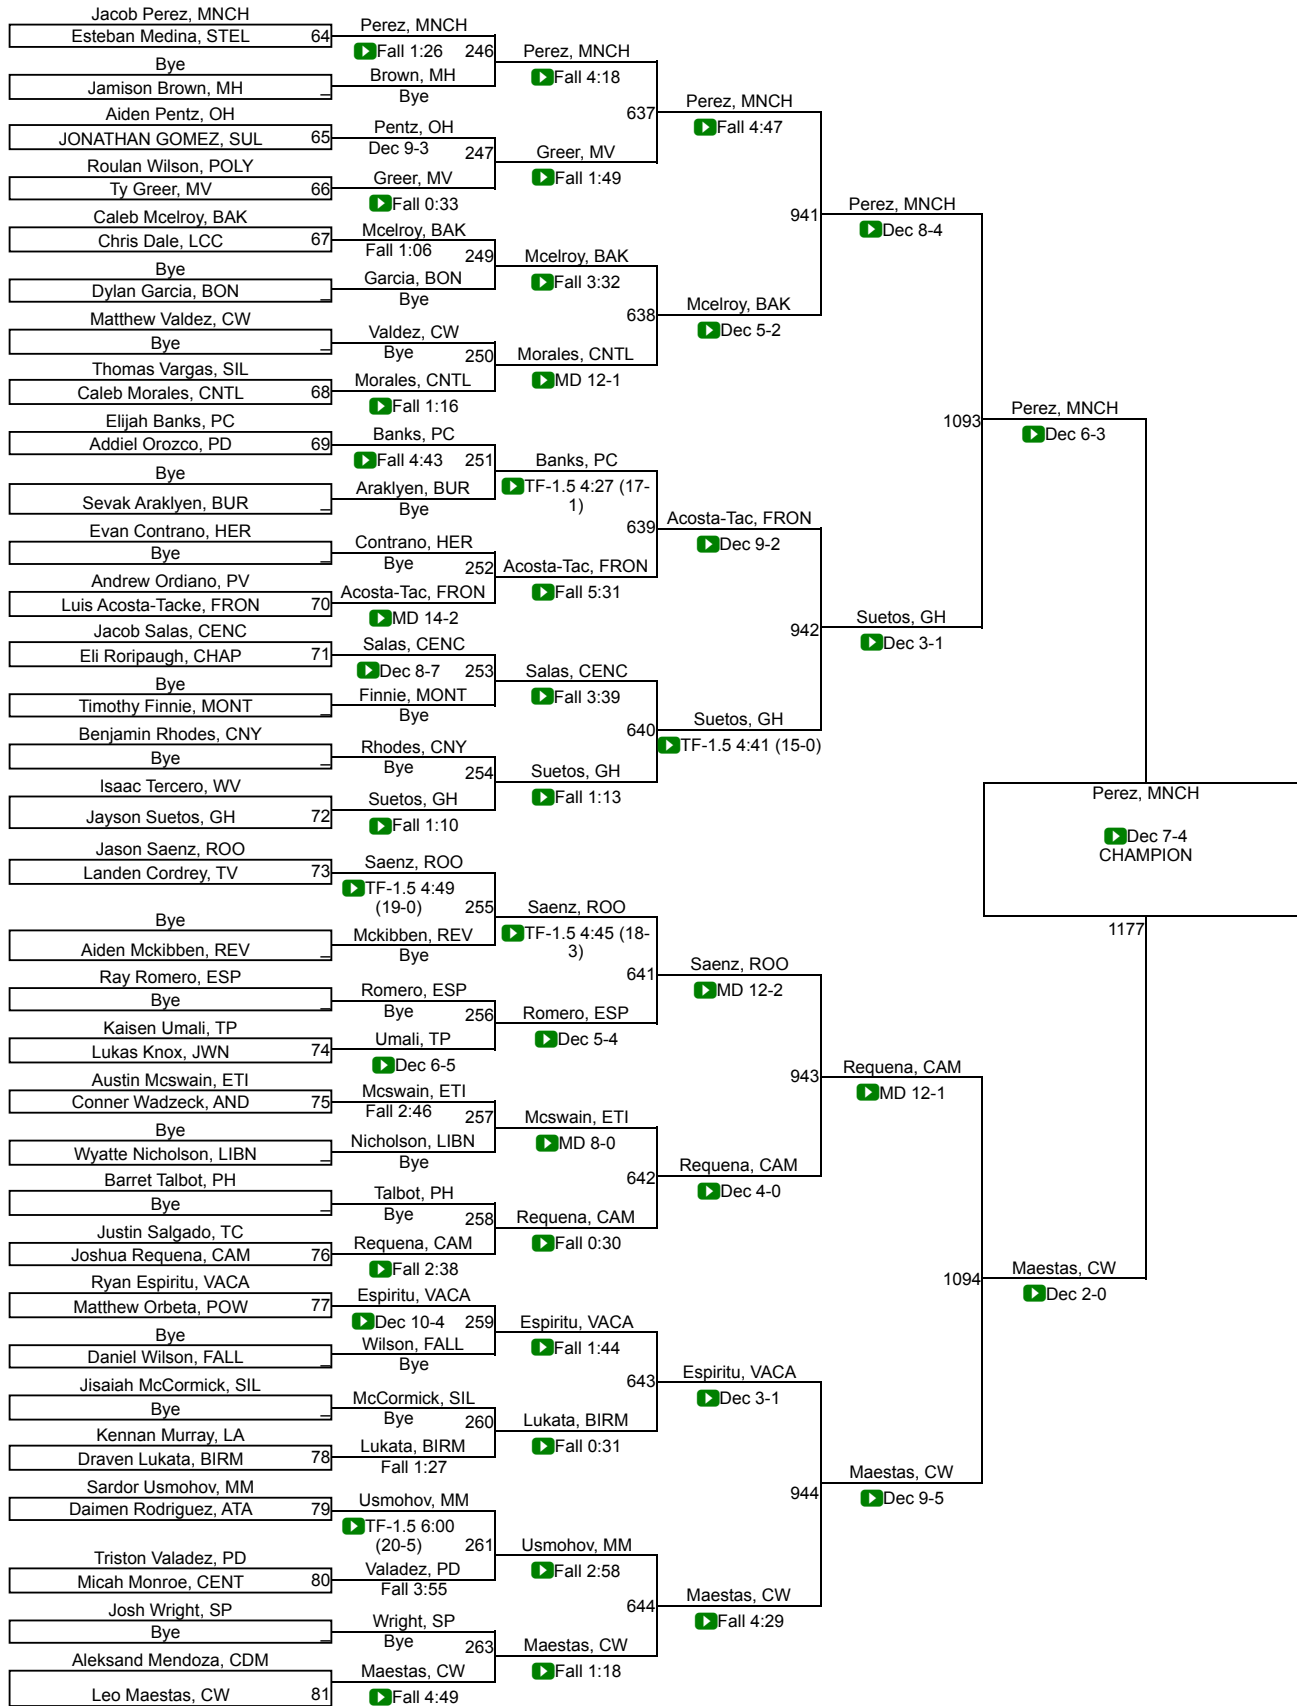 Jacob Perez, MNCH
Esteban Medina, STEL 64
Bye
Jamison Brown, MH _
Aiden Pentz, OH
JONATHAN GOMEZ, SUL 65
Roulan Wilson, POLY
Ty Greer, MV 66
Caleb Mcelroy, BAK
Chris Dale, LCC 67
Bye
Dylan Garcia, BON _
Matthew Valdez, CW
Bye _
Thomas Vargas, SIL
Caleb Morales, CNTL 68
Elijah Banks, PC
Addiel Orozco, PD 69
Bye
Sevak Araklyen, BUR _
Evan Contrano, HER
Bye _
Andrew Ordiano, PV
Luis Acosta-Tacke, FRON 70
Jacob Salas, CENC
Eli Roripaugh, CHAP 71
Bye
Timothy Finnie, MONT _
Benjamin Rhodes, CNY
Bye _
Isaac Tercero, WV
Jayson Suetos, GH 72
Jason Saenz, ROO
Landen Cordrey, TV 73
Bye
Aiden Mckibben, REV _
Ray Romero, ESP
Bye _
Kaisen Umali, TP
Lukas Knox, JWN 74
Austin Mcswain, ETI
Conner Wadzeck, AND 75
Bye
Wyatte Nicholson, LIBN _
Barret Talbot, PH
Bye _
Justin Salgado, TC
Joshua Requena, CAM 76
Ryan Espiritu, VACA
Matthew Orbeta, POW 77
Bye
Daniel Wilson, FALL _
Jisaiah McCormick, SIL
Bye _
Kennan Murray, LA
Draven Lukata, BIRM 78
Sardor Usmohov, MM
Daimen Rodriguez, ATA 79
Triston Valadez, PD
Micah Monroe, CENT 80
Josh Wright, SP
Bye _
Aleksand Mendoza, CDM
Leo Maestas, CW 81
Perez, MNCH
Fall 1:26 246
Brown, MH
Bye
Pentz, OH
Dec 9-3 247
Greer, MV
Fall 0:33
Mcelroy, BAK
Fall 1:06 249
Garcia, BON
Bye
Valdez, CW
Bye 250
Morales, CNTL
Fall 1:16
Banks, PC
Fall 4:43 251
Araklyen, BUR
Bye
Contrano, HER
Bye 252
Acosta-Tac, FRON
MD 14-2
Salas, CENC
Dec 8-7 253
Finnie, MONT
Bye
Rhodes, CNY
Bye 254
Suetos, GH
Fall 1:10
Saenz, ROO
TF-1.5 4:49
(19-0) 255
Mckibben, REV
Bye
Romero, ESP
Bye 256
Umali, TP
Dec 6-5
Mcswain, ETI
Fall 2:46 257
Nicholson, LIBN
Bye
Talbot, PH
Bye 258
Requena, CAM
Fall 2:38
Espiritu, VACA
Dec 10-4 259
Wilson, FALL
Bye
McCormick, SIL
Bye 260
Lukata, BIRM
Fall 1:27
Usmohov, MM
TF-1.5 6:00
(20-5) 261
Valadez, PD
Fall 3:55
Wright, SP
Bye 263
Maestas, CW
Fall 4:49
Perez, MNCH
Fall 4:18
637
Greer, MV
Fall 1:49
Mcelroy, BAK
Fall 3:32
638
Morales, CNTL
MD 12-1
Banks, PC
TF-1.5 4:27 (17-
1)
639
Acosta-Tac, FRON
Fall 5:31
Salas, CENC
Fall 3:39
640
Suetos, GH
Fall 1:13
Saenz, ROO
TF-1.5 4:45 (18-
3)
641
Romero, ESP
Dec 5-4
Mcswain, ETI
MD 8-0
642
Requena, CAM
Fall 0:30
Espiritu, VACA
Fall 1:44
643
Lukata, BIRM
Fall 0:31
Usmohov, MM
Fall 2:58
644
Maestas, CW
Fall 1:18
Perez, MNCH
Fall 4:47
941
Mcelroy, BAK
Dec 5-2
Acosta-Tac, FRON
Dec 9-2
942
Suetos, GH
TF-1.5 4:41 (15-0)
Saenz, ROO
MD 12-2
943
Requena, CAM
Dec 4-0
Espiritu, VACA
Dec 3-1
944
Maestas, CW
Fall 4:29
Perez, MNCH
Dec 8-4
1093
Suetos, GH
Dec 3-1
Requena, CAM
MD 12-1
1094
Maestas, CW
Dec 9-5
Perez, MNCH
Dec 6-3
Maestas, CW
Dec 2-0
Perez, MNCH
Dec 7-4
CHAMPION
1177